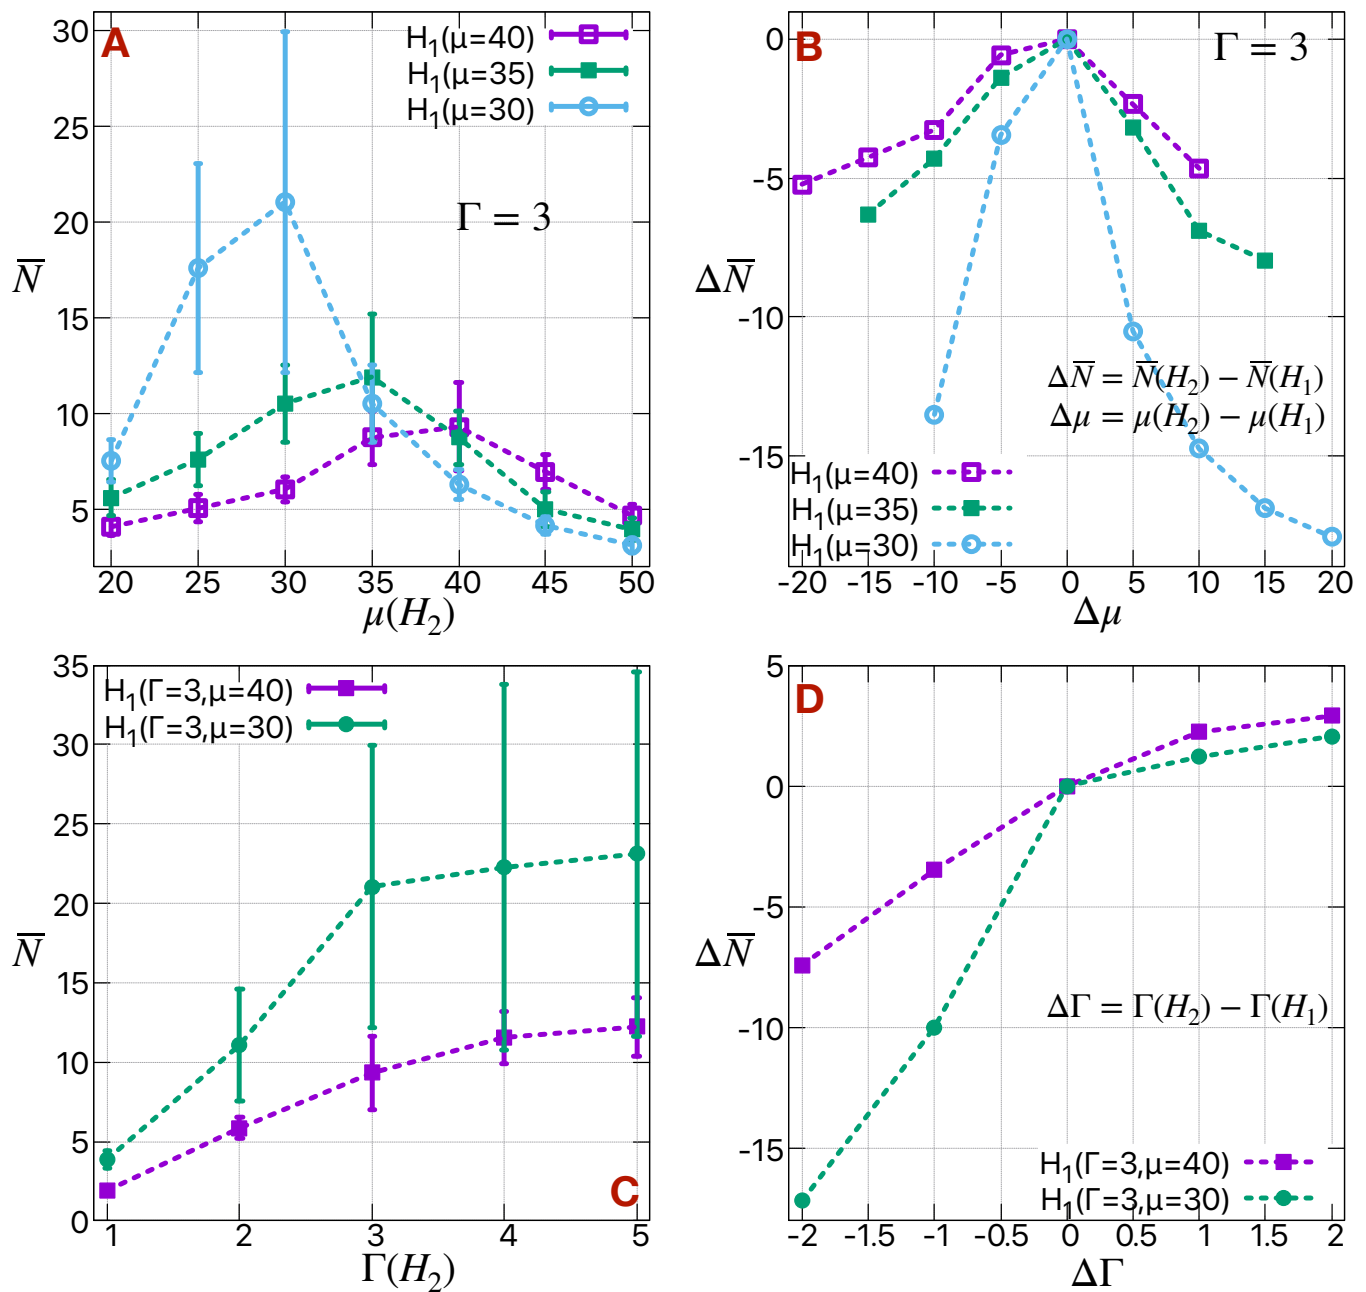 A
H₁(μ=40)
H₁(μ=35)
H₁(μ=30)
Γ = 3
N̅
30
25
20
15
10
5
20 25 30 35 40 45 50
μ(H₂)
B
Γ = 3
ΔN̅
0
-5
-10
-15
ΔN̅ = N̅(H₂) − N̅(H₁)
Δμ = μ(H₂) − μ(H₁)
H₁(μ=40)
H₁(μ=35)
H₁(μ=30)
-20 -15 -10 -5 0 5 10 15 20
Δμ
H₁(Γ=3,μ=40)
H₁(Γ=3,μ=30)
N̅
35
30
25
20
15
10
5
0
C
1 2 3 4 5
Γ(H₂)
D
ΔN̅
5
0
-5
-10
-15
ΔΓ = Γ(H₂) − Γ(H₁)
H₁(Γ=3,μ=40)
H₁(Γ=3,μ=30)
-2 -1.5 -1 -0.5 0 0.5 1 1.5 2
ΔΓ